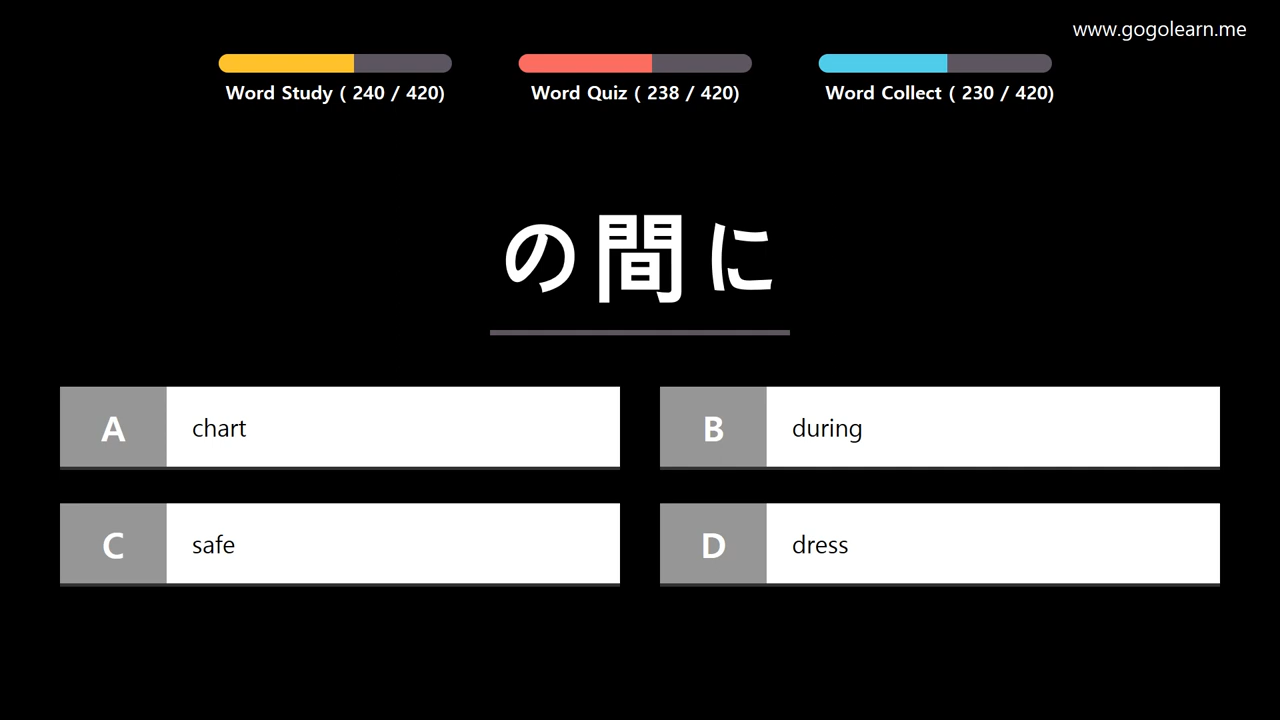 www.gogolearn.me
Word Study ( 240 / 420)
Word Quiz ( 238 / 420)
Word Collect ( 230 / 420)
の間に
A chart
B during
C safe
D dress